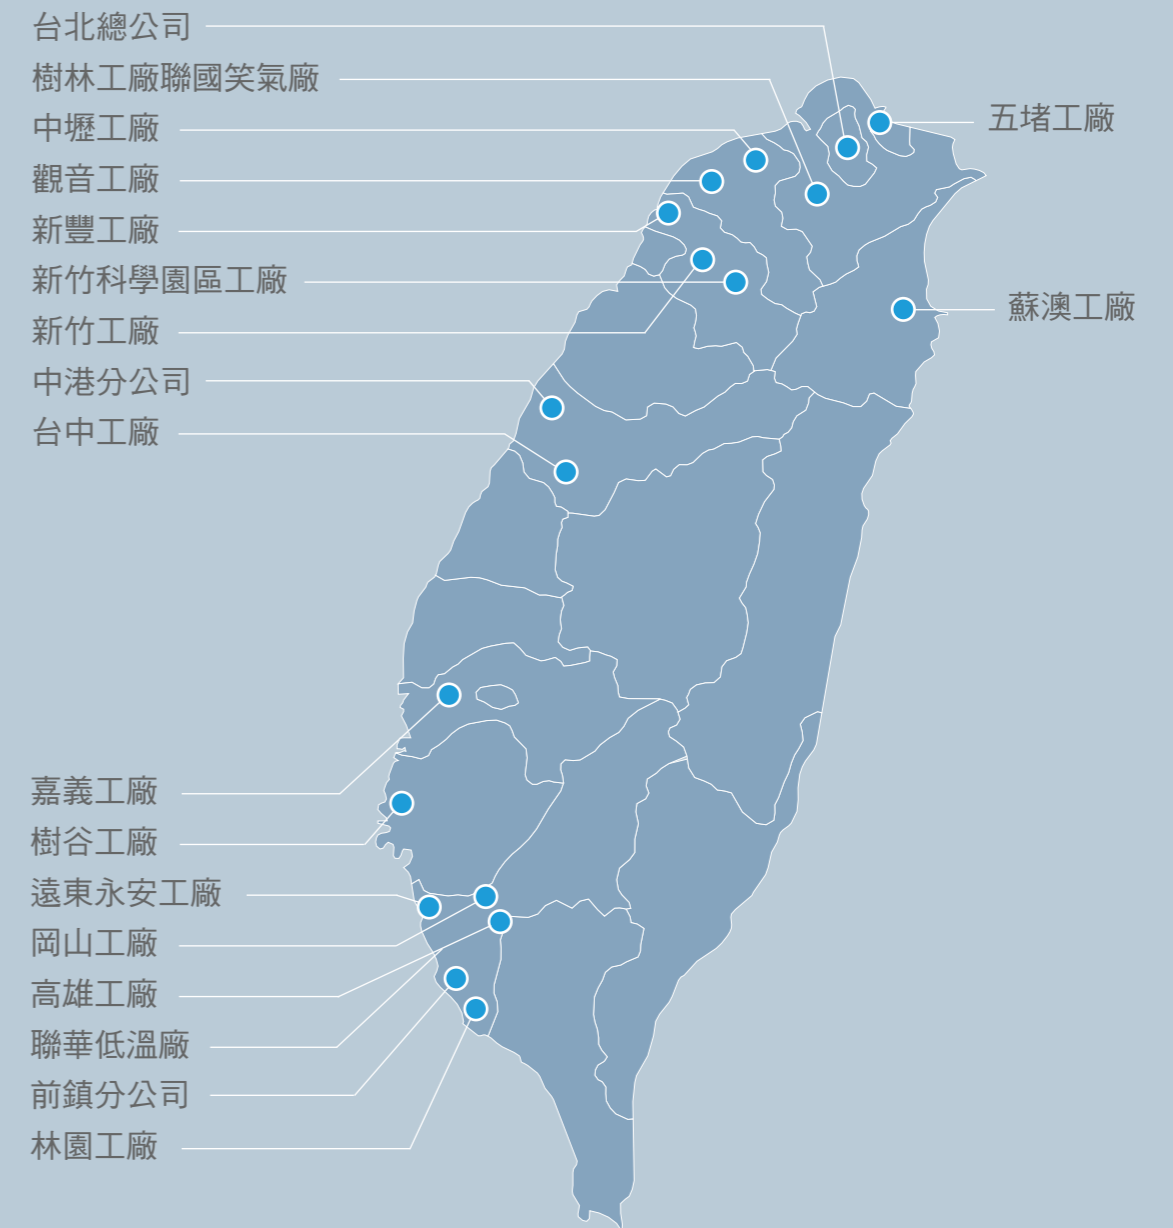 台北總公司
樹林工廠聯國笑氣廠
中壢工廠
觀音工廠
新豐工廠
新竹科學園區工廠
新竹工廠
中港分公司
台中工廠
五堵工廠
蘇澳工廠
嘉義工廠
樹谷工廠
遠東永安工廠
岡山工廠
高雄工廠
聯華低溫廠
前鎮分公司
林園工廠